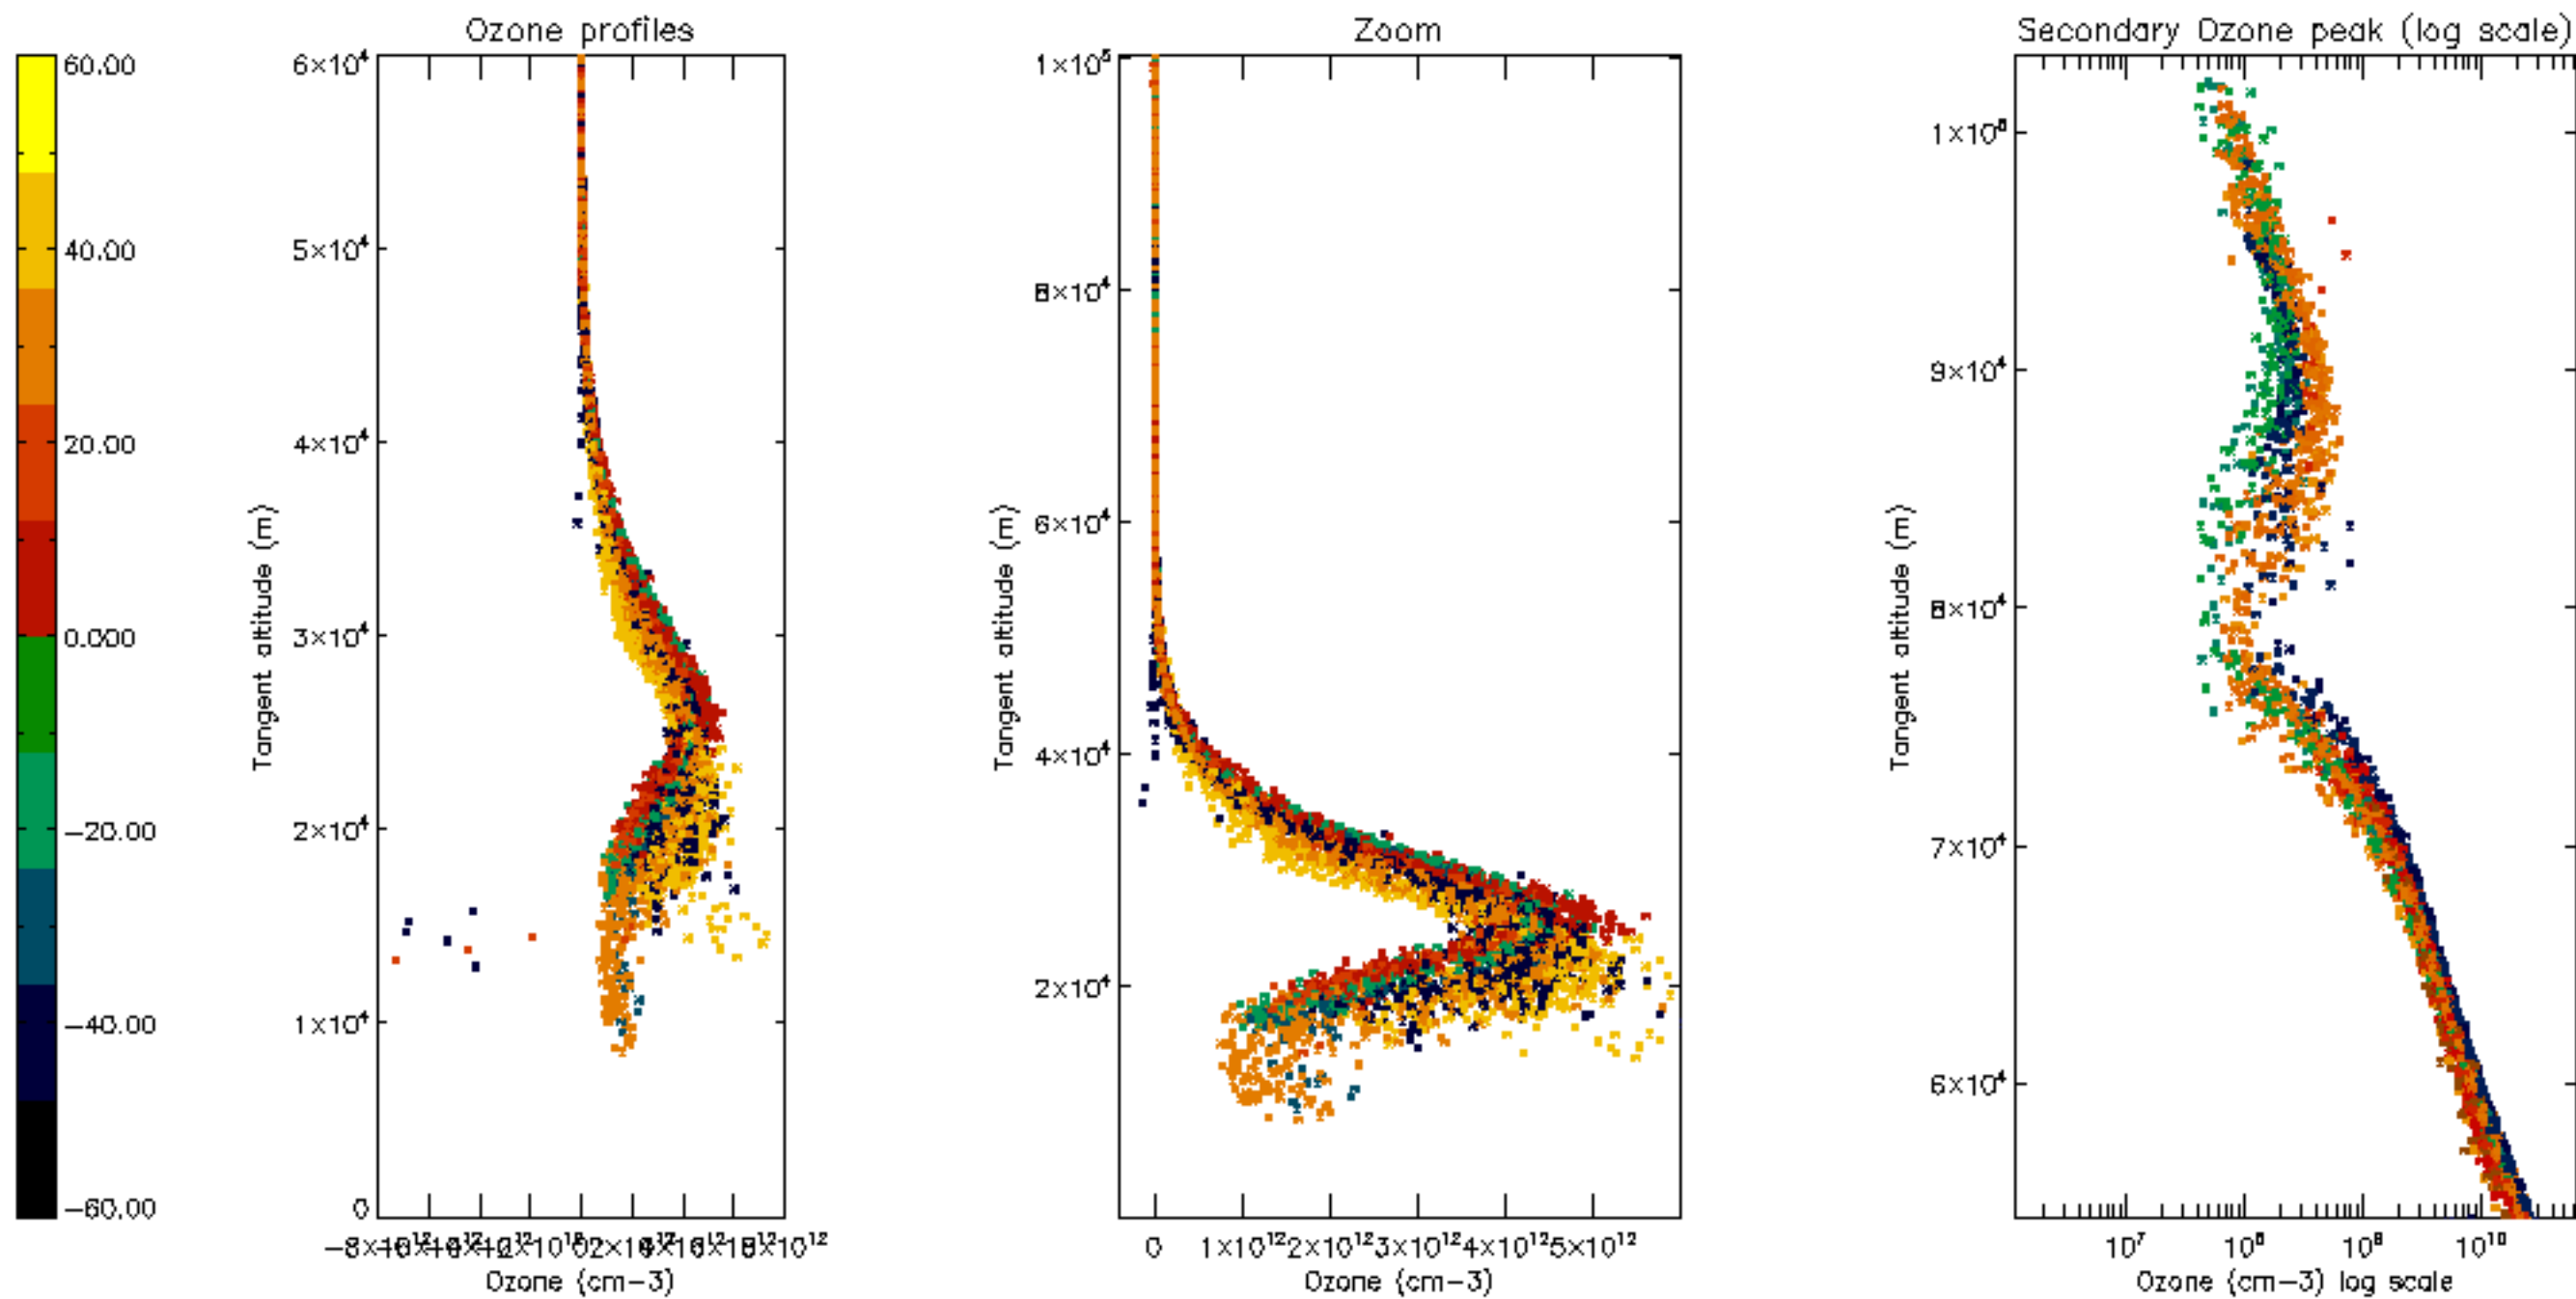 Ozone profiles
Zoom
Secondary Ozone peak (log scale)
60.00
40.00
20.00
0.000
−20.00
−40.00
−60.00
6×10⁴
5×10⁴
4×10⁴
3×10⁴
2×10⁴
1×10⁴
0
Tangent altitude (m)
8×10¹²
Ozone (cm−3)
1×10⁵
8×10⁴
6×10⁴
4×10⁴
2×10⁴
Tangent altitude (m)
0 1×10¹² 2×10¹² 3×10¹² 4×10¹² 5×10¹²
Ozone (cm−3)
9×10⁴
8×10⁴
7×10⁴
6×10⁴
Tangent altitude (m)
10⁷ 10⁸ 10⁹ 10¹⁰
Ozone (cm−3) log scale